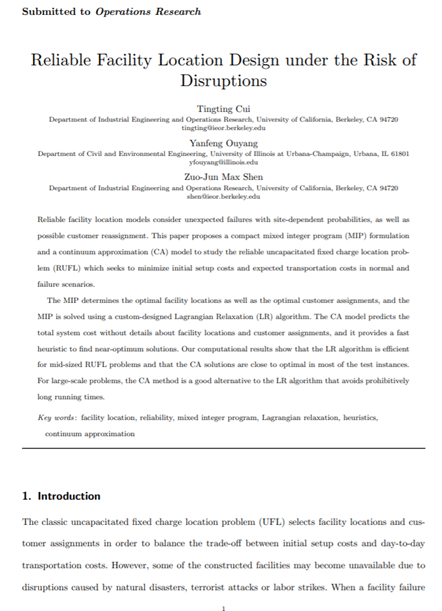 Submitted to Operations Research
Reliable Facility Location Design under the Risk of
Disruptions
Tingting Cui
Department of Industrial Engineering and Operations Research, University of California, Berkeley, CA 94720
tingting@ieor.berkeley.edu
Yanfeng Ouyang
Department of Civil and Environmental Engineering, University of Illinois at Urbana-Champaign, Urbana, IL 61801
yfouyang@illinois.edu
Zuo-Jun Max Shen
Department of Industrial Engineering and Operations Research, University of California, Berkeley, CA 94720
shen@ieor.berkeley.edu
Reliable facility location models consider unexpected failures with site-dependent probabilities, as well as
possible customer reassignment. This paper proposes a compact mixed integer program (MIP) formulation
and a continuum approximation (CA) model to study the reliable uncapacitated fixed charge location prob-
lem (RUFL) which seeks to minimize initial setup costs and expected transportation costs in normal and
failure scenarios.
The MIP determines the optimal facility locations as well as the optimal customer assignments, and the
MIP is solved using a custom-designed Lagrangian Relaxation (LR) algorithm. The CA model predicts the
total system cost without details about facility locations and customer assignments, and it provides a fast
heuristic to find near-optimum solutions. Our computational results show that the LR algorithm is efficient
for mid-sized RUFL problems and that the CA solutions are close to optimal in most of the test instances.
For large-scale problems, the CA method is a good alternative to the LR algorithm that avoids prohibitively
long running times.
Key words: facility location, reliability, mixed integer program, Lagrangian relaxation, heuristics,
continuum approximation
1. Introduction
The classic uncapacitated fixed charge location problem (UFL) selects facility locations and cus-
tomer assignments in order to balance the trade-off between initial setup costs and day-to-day
transportation costs. However, some of the constructed facilities may become unavailable due to
disruptions caused by natural disasters, terrorist attacks or labor strikes. When a facility failure
1